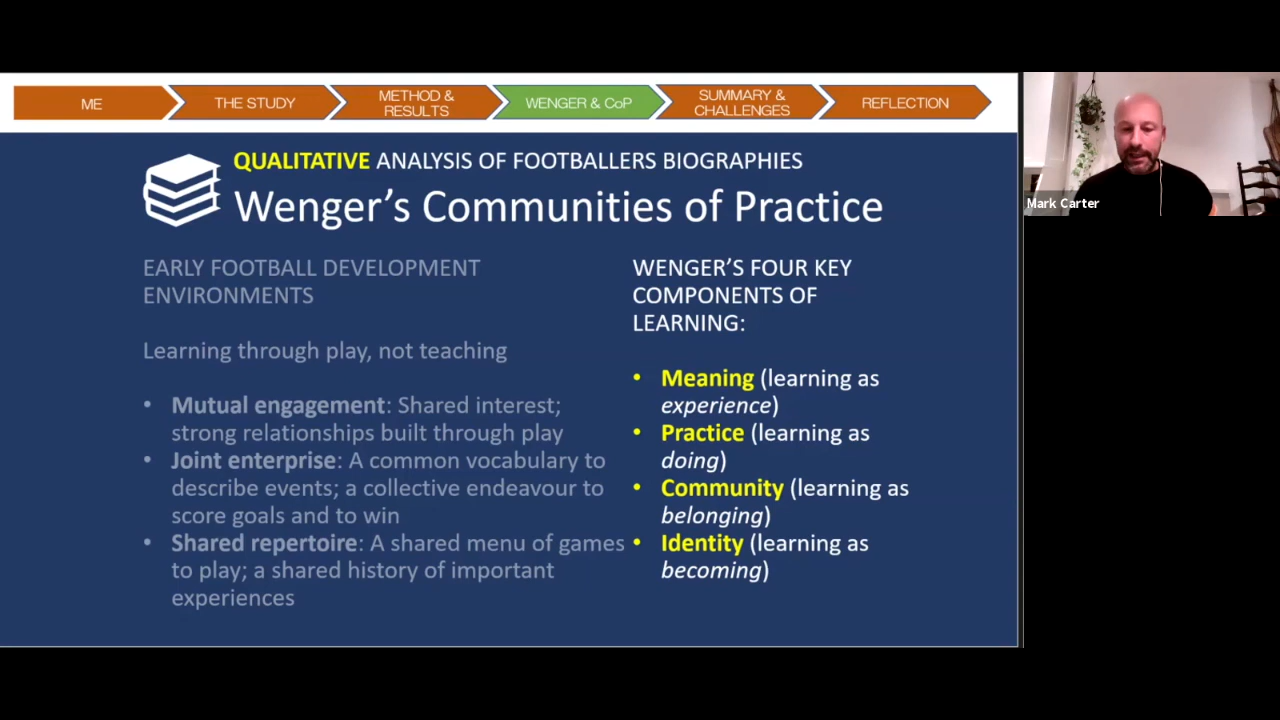 ME
THE STUDY
METHOD &
RESULTS
WENGER & CoP
SUMMARY &
CHALLENGES
REFLECTION
QUALITATIVE ANALYSIS OF FOOTBALLERS BIOGRAPHIES
Wenger's Communities of Practice
EARLY FOOTBALL DEVELOPMENT
ENVIRONMENTS
Learning through play, not teaching
• Mutual engagement: Shared interest;
strong relationships built through play
• Joint enterprise: A common vocabulary to
describe events; a collective endeavour to
score goals and to win
• Shared repertoire: A shared menu of games
to play; a shared history of important
experiences
WENGER'S FOUR KEY
COMPONENTS OF
LEARNING:
• Meaning (learning as
experience)
• Practice (learning as
doing)
• Community (learning as
belonging)
• Identity (learning as
becoming)
Mark Carter